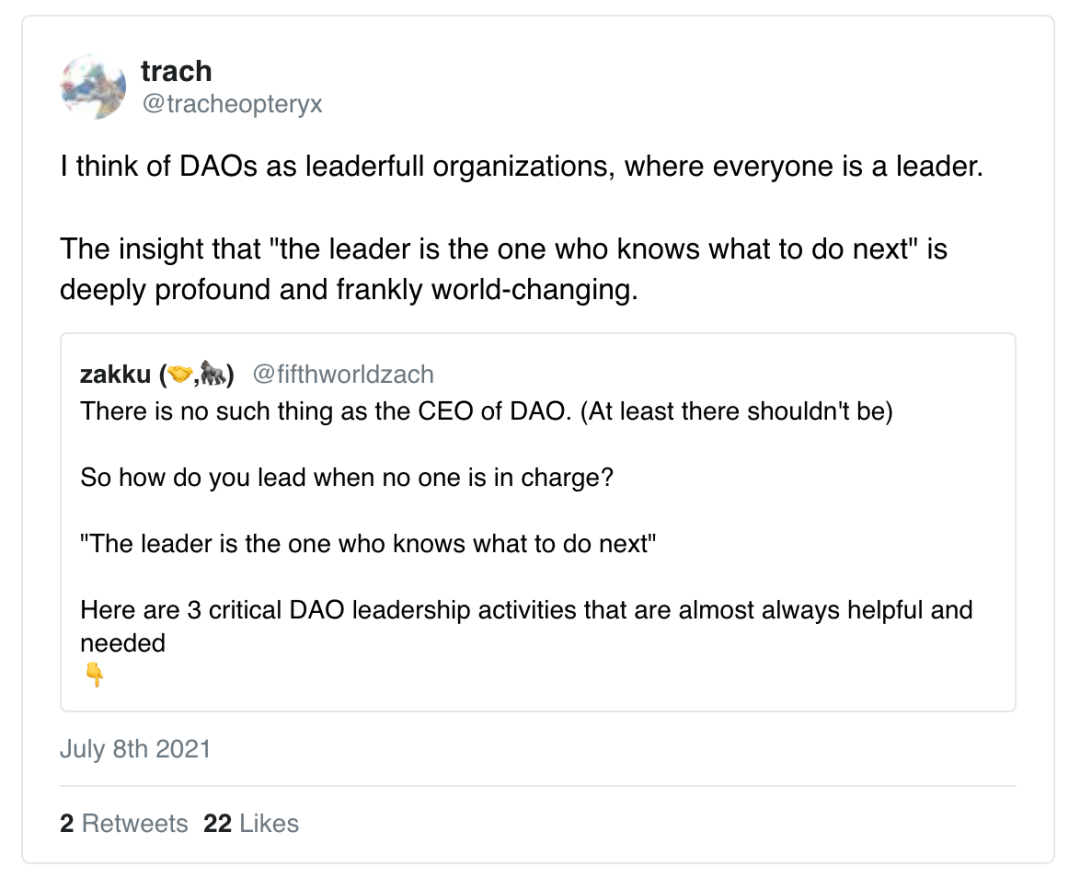 trach
@tracheopteryx
I think of DAOs as leaderfull organizations, where everyone is a leader.
The insight that "the leader is the one who knows what to do next" is
deeply profound and frankly world-changing.
zakku (🤝,🦍) @fifthworldzach
There is no such thing as the CEO of DAO. (At least there shouldn't be)
So how do you lead when no one is in charge?
"The leader is the one who knows what to do next"
Here are 3 critical DAO leadership activities that are almost always helpful and
needed
👇
July 8th 2021
2 Retweets 22 Likes